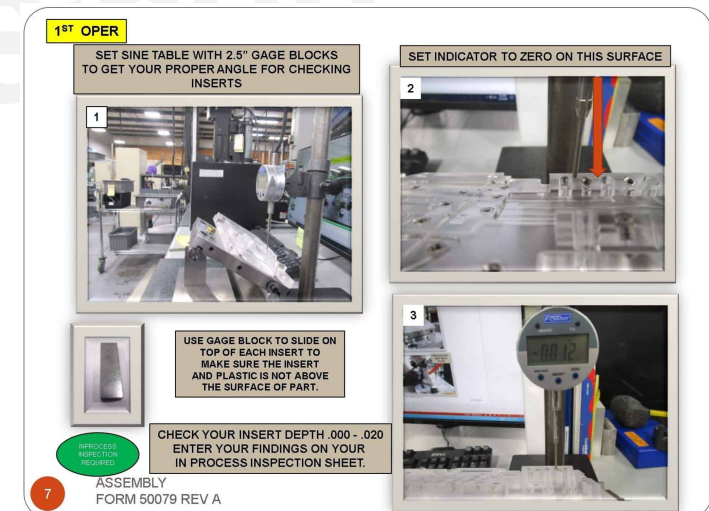 1ST OPER
SET SINE TABLE WITH 2.5” GAGE BLOCKS
TO GET YOUR PROPER ANGLE FOR CHECKING
INSERTS
1
SET INDICATOR TO ZERO ON THIS SURFACE
2
USE GAGE BLOCK TO SLIDE ON
TOP OF EACH INSERT TO
MAKE SURE THE INSERT
AND PLASTIC IS NOT ABOVE
THE SURFACE OF PART.
3
-0.012
INPROCESS
INSPECTION
REQUIRED
CHECK YOUR INSERT DEPTH .000 - .020
ENTER YOUR FINDINGS ON YOUR
IN PROCESS INSPECTION SHEET.
7
ASSEMBLY
FORM 50079 REV A